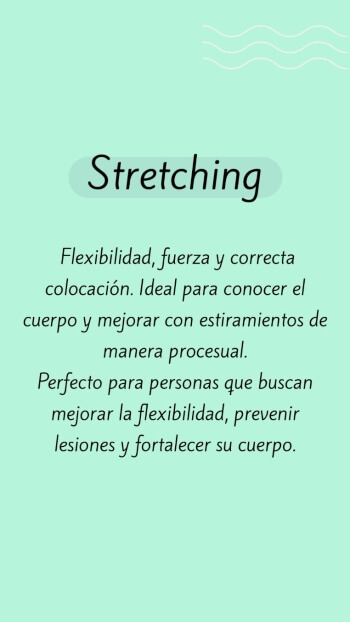 Stretching
Flexibilidad, fuerza y correcta
colocación. Ideal para conocer el
cuerpo y mejorar con estiramientos de
manera procesual.
Perfecto para personas que buscan
mejorar la flexibilidad, prevenir
lesiones y fortalecer su cuerpo.